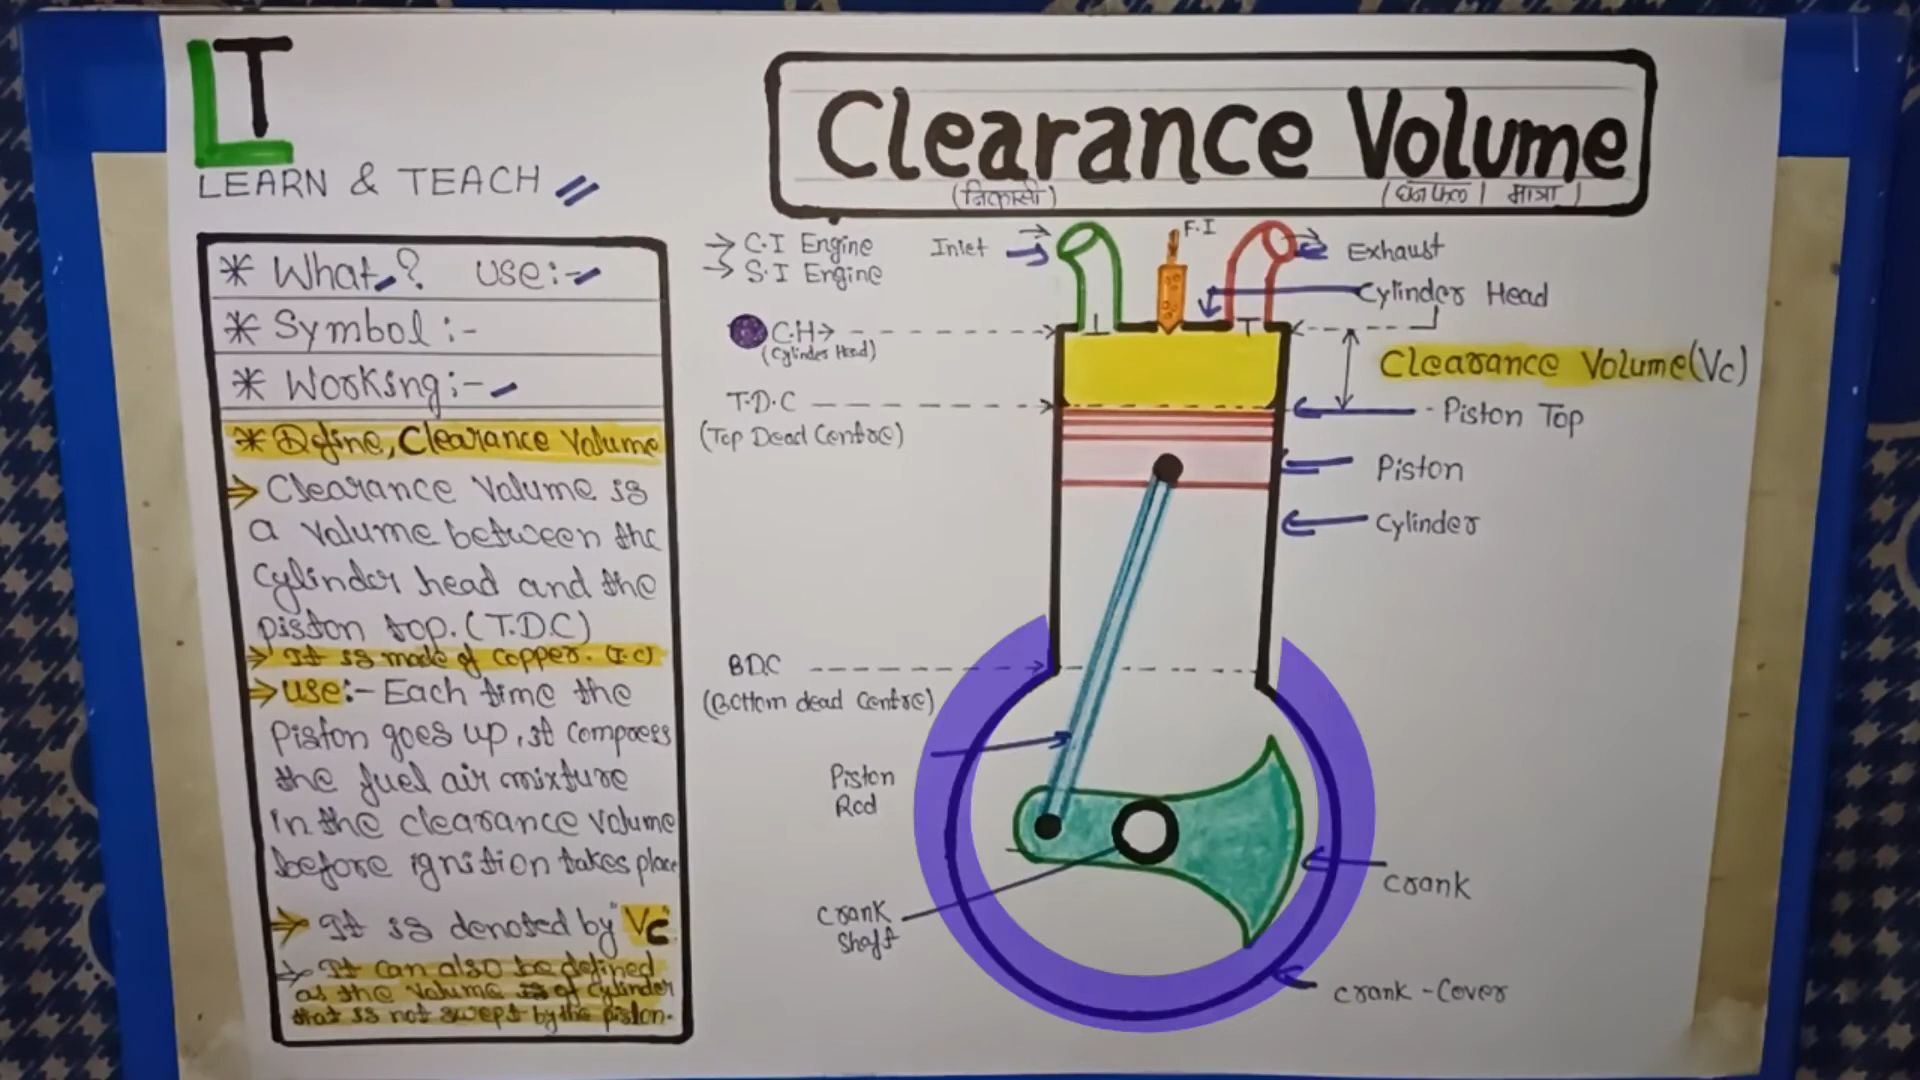 LT
LEARN & TEACH
Clearance Volume
(निकासी) (घनफल | मात्रा)
* What? use:-
* Symbol:-
* Working:-
* Define, Clearance Volume
→ Clearance Volume is
a volume between the
cylinder head and the
piston top. (T.D.C)
→ It is made of copper. (I.C)
→ use:- Each time the
piston goes up, it compress
the fuel air mixture
in the clearance volume
before ignition takes place
→ It is denoted by "Vc"
→ It can also be defined
as the volume is of cylinder
that is not swept by the piston.
→ C.I Engine
→ S.I Engine
Inlet
F.I
Exhaust
Cylinder Head
C.H→
(Cylinder Head)
Clearance Volume(Vc)
T.D.C
(Top Dead Centre)
- Piston Top
Piston
Cylinder
B.D.C
(Bottom dead Centre)
Piston
Rod
Crank
Shaft
Crank
Crank-Cover